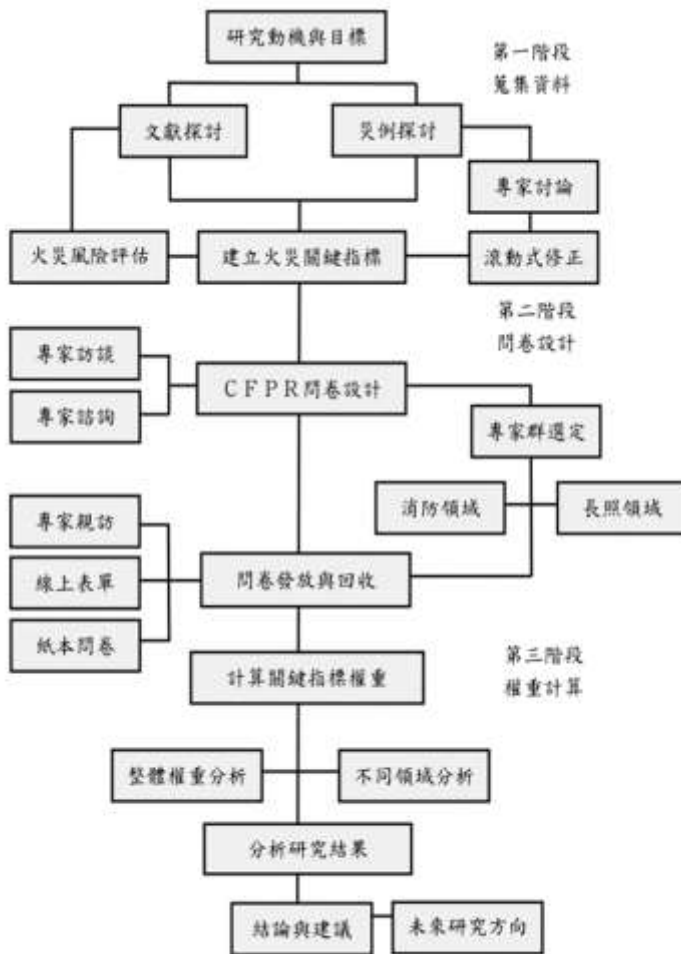 研究動機與目標
第一階段
蒐集資料
文獻探討
災例探討
專家討論
火災風險評估
建立火災關鍵指標
滾動式修正
第二階段
問卷設計
專家訪談
CFPR問卷設計
專家諮詢
專家群選定
消防領域
長照領域
專家親訪
線上表單
問卷發放與回收
紙本問卷
第三階段
權重計算
計算關鍵指標權重
整體權重分析
不同領域分析
分析研究結果
結論與建議
未來研究方向